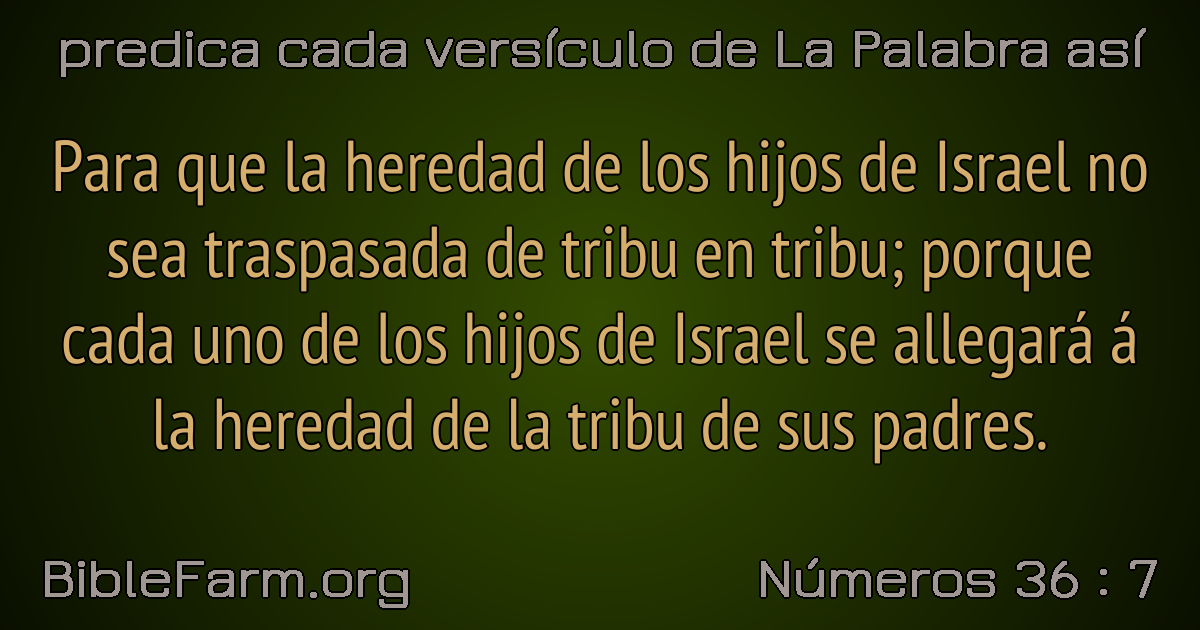 predica cada versículo de La Palabra así
Para que la heredad de los hijos de Israel no
sea traspasada de tribu en tribu; porque
cada uno de los hijos de Israel se allegará á
la heredad de la tribu de sus padres.
BibleFarm.org
Números 36 : 7